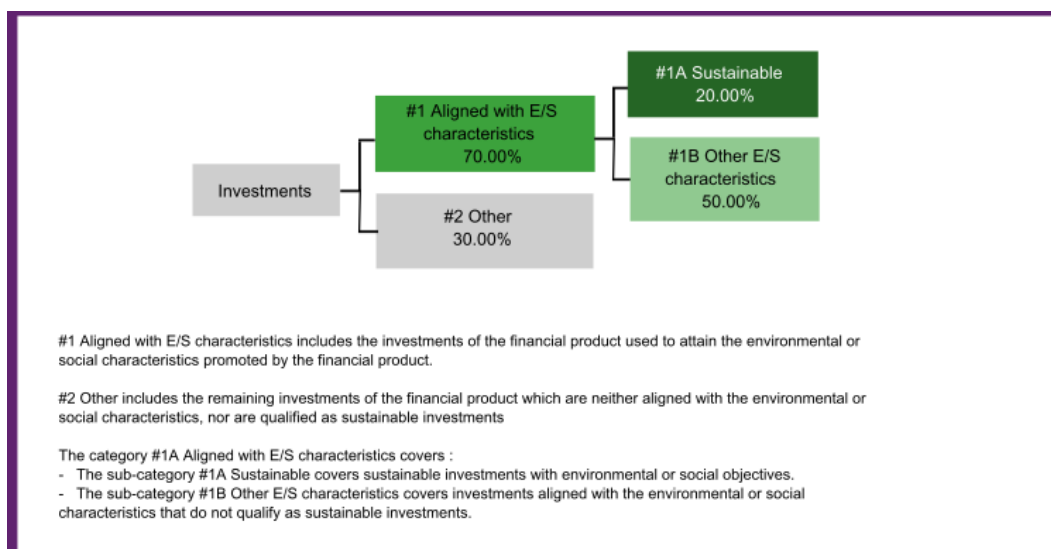 #1A Sustainable
20.00%
#1 Aligned with E/S
characteristics
70.00%
#1B Other E/S
characteristics
50.00%
Investments
#2 Other
30.00%
#1 Aligned with E/S characteristics includes the investments of the financial product used to attain the environmental or
social characteristics promoted by the financial product.
#2 Other includes the remaining investments of the financial product which are neither aligned with the environmental or
social characteristics, nor are qualified as sustainable investments
The category #1A Aligned with E/S characteristics covers :
- The sub-category #1A Sustainable covers sustainable investments with environmental or social objectives.
- The sub-category #1B Other E/S characteristics covers investments aligned with the environmental or social
characteristics that do not qualify as sustainable investments.